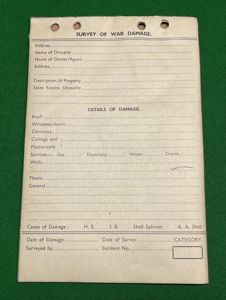 SURVEY OF WAR DAMAGE.
Address
Name of Occupier
Name of Owner/Agent
Address
Description of Property
State Rooms Useable
DETAILS OF DAMAGE.
Roof
Windows/doors
Chimneys
Ceilings and
Plasterwork
Services— Gas Electricity Water Drains
Walls
Floors
General
Cause of Damage : H. E. I. B. Shell Splinter A. A. Shell
Date of Damage Date of Survey CATEGORY
Surveyed by Incident No.